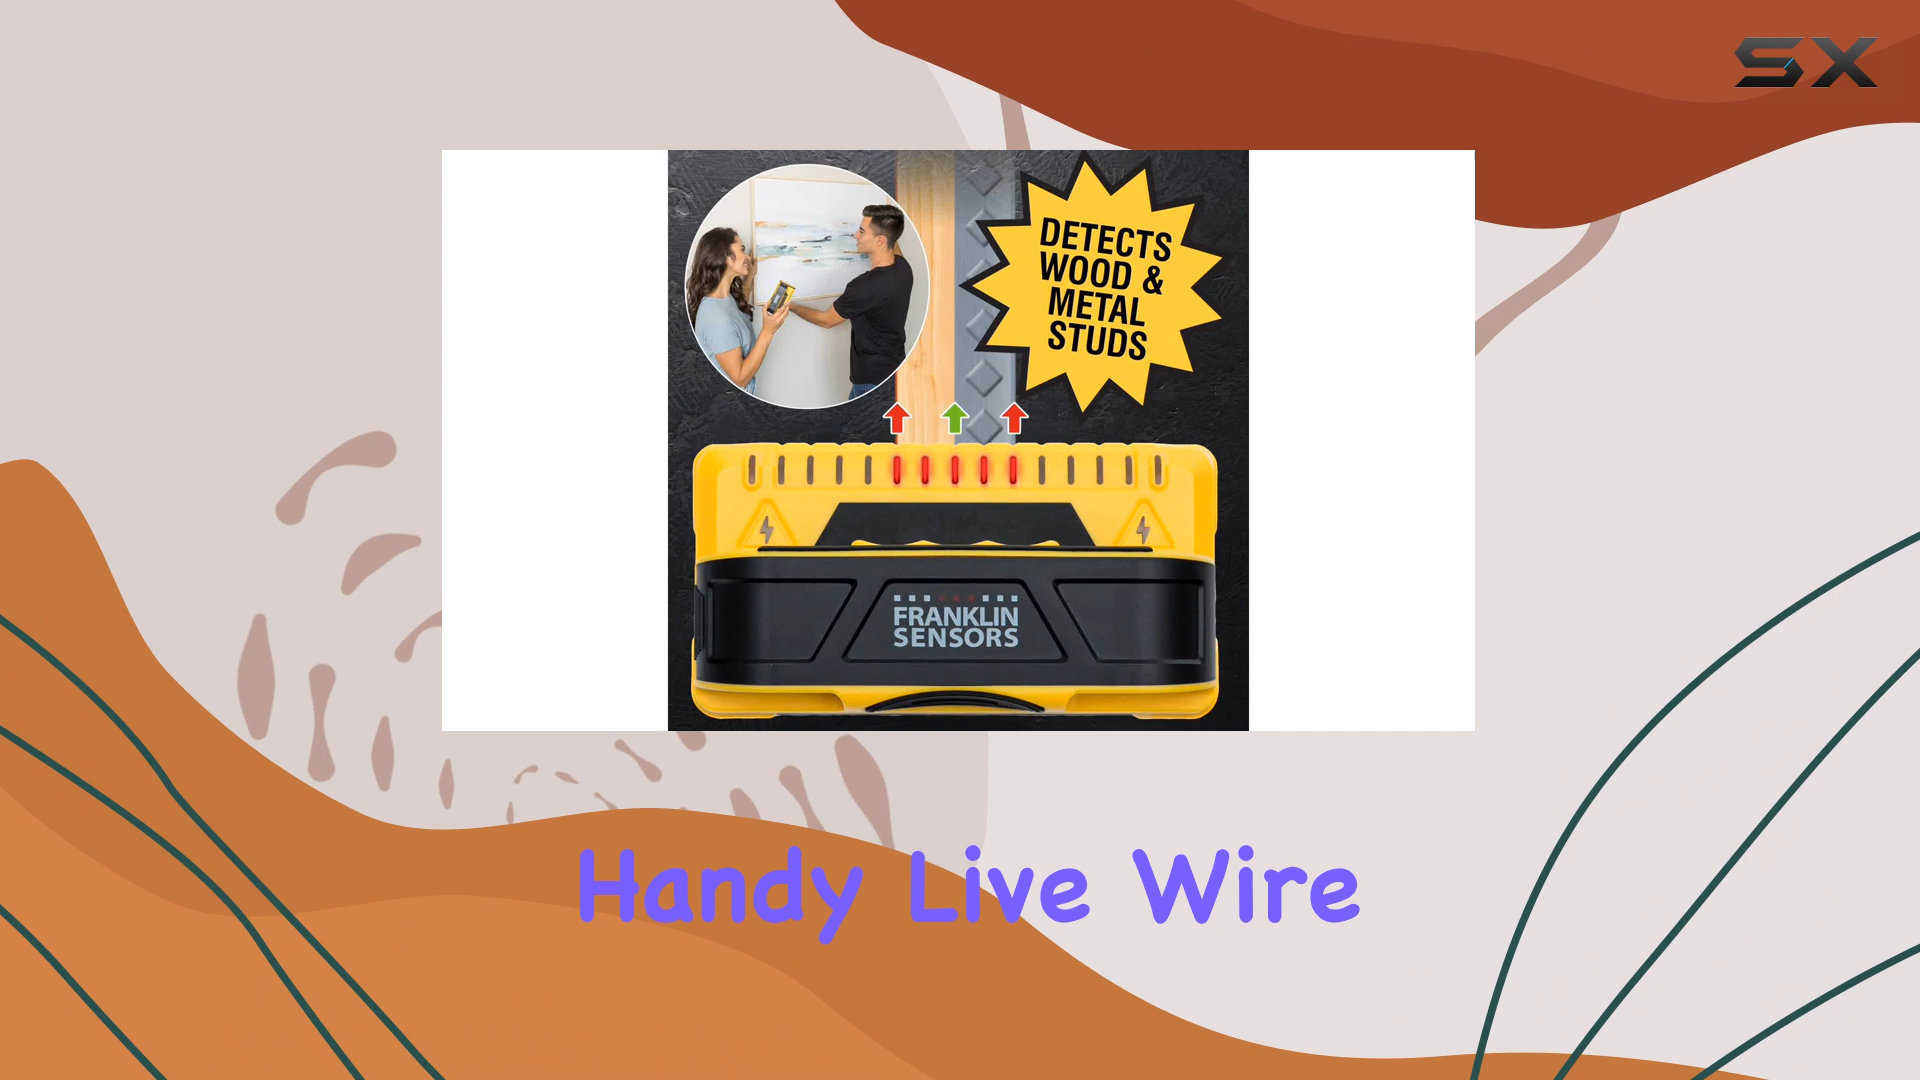 SX
DETECTS
WOOD &
METAL
STUDS
FRANKLIN
SENSORS
Handy Live Wire